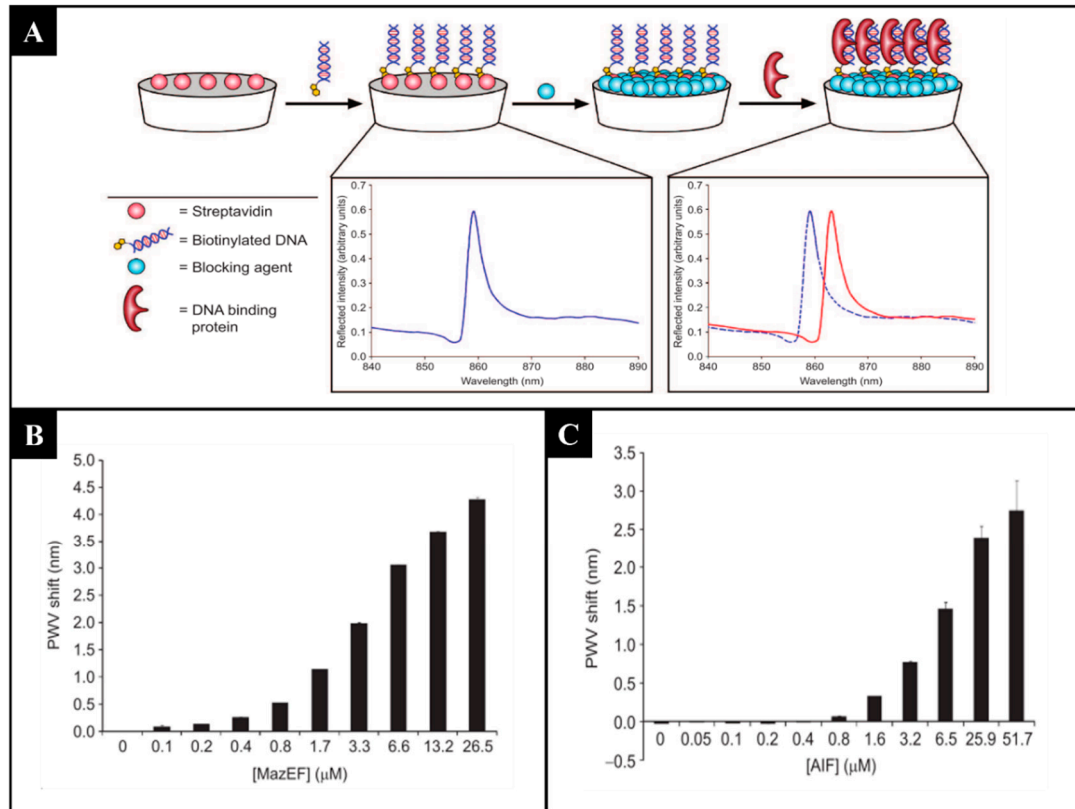 A
= Streptavidin
= Biotinylated DNA
= Blocking agent
= DNA binding
protein
Reflected intensity (arbitrary units)
0.7
0.6
0.5
0.4
0.3
0.2
0.1
0.0
840 850 860 870 880 890
Wavelength (nm)
Reflected intensity (arbitrary units)
0.7
0.6
0.5
0.4
0.3
0.2
0.1
0.0
840 850 860 870 880 890
Wavelength (nm)
B
PWV shift (nm)
5.0
4.5
4.0
3.5
3.0
2.5
2.0
1.5
1.0
0.5
0.0
0 0.1 0.2 0.4 0.8 1.7 3.3 6.6 13.2 26.5
[MazEF] (μM)
C
PWV shift (nm)
3.5
3.0
2.5
2.0
1.5
1.0
0.5
0.0
−0.5
0 0.05 0.1 0.2 0.4 0.8 1.6 3.2 6.5 25.9 51.7
[AIF] (μM)